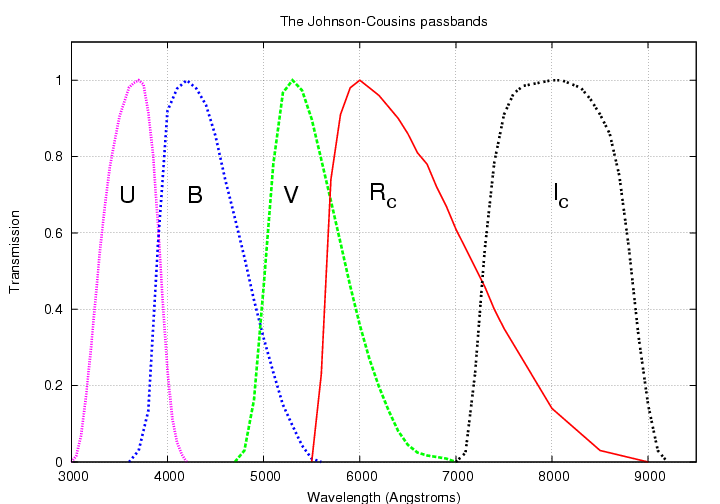 The Johnson-Cousins passbands
1
0.8
0.6
0.4
0.2
0
Transmission
U B V Rc Ic
3000 4000 5000 6000 7000 8000 9000
Wavelength (Angstroms)